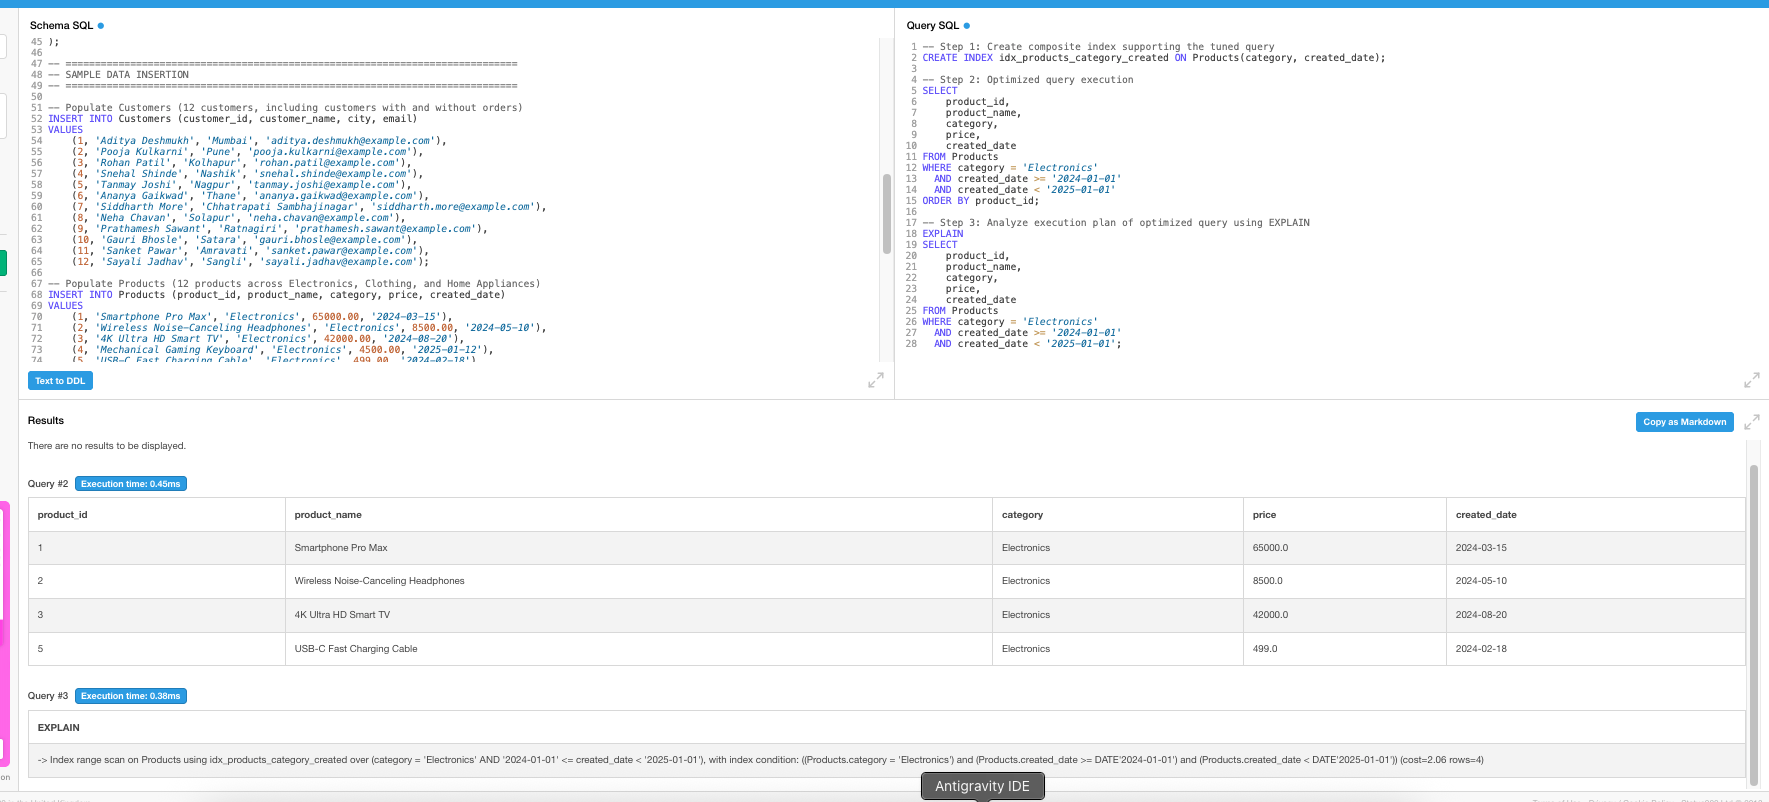 Schema SQL
45 );
46
47 -- =============================================================================
48 -- SAMPLE DATA INSERTION
49 -- =============================================================================
50
51 -- Populate Customers (12 customers, including customers with and without orders)
52 INSERT INTO Customers (customer_id, customer_name, city, email)
53 VALUES
54 (1, 'Aditya Deshmukh', 'Mumbai', 'aditya.deshmukh@example.com'),
55 (2, 'Pooja Kulkarni', 'Pune', 'pooja.kulkarni@example.com'),
56 (3, 'Rohan Patil', 'Kolhapur', 'rohan.patil@example.com'),
57 (4, 'Snehal Shinde', 'Nashik', 'snehal.shinde@example.com'),
58 (5, 'Tanmay Joshi', 'Nagpur', 'tanmay.joshi@example.com'),
59 (6, 'Ananya Gaikwad', 'Thane', 'ananya.gaikwad@example.com'),
60 (7, 'Siddharth More', 'Chhatrapati Sambhajinagar', 'siddharth.more@example.com'),
61 (8, 'Neha Chavan', 'Solapur', 'neha.chavan@example.com'),
62 (9, 'Prathamesh Sawant', 'Ratnagiri', 'prathamesh.sawant@example.com'),
63 (10, 'Gauri Bhosle', 'Satara', 'gauri.bhosle@example.com'),
64 (11, 'Sanket Pawar', 'Amravati', 'sanket.pawar@example.com'),
65 (12, 'Sayali Jadhav', 'Sangli', 'sayali.jadhav@example.com');
66
67 -- Populate Products (12 products across Electronics, Clothing, and Home Appliances)
68 INSERT INTO Products (product_id, product_name, category, price, created_date)
69 VALUES
70 (1, 'Smartphone Pro Max', 'Electronics', 65000.00, '2024-03-15'),
71 (2, 'Wireless Noise-Canceling Headphones', 'Electronics', 8500.00, '2024-05-10'),
72 (3, '4K Ultra HD Smart TV', 'Electronics', 42000.00, '2024-08-20'),
73 (4, 'Mechanical Gaming Keyboard', 'Electronics', 4500.00, '2025-01-12'),
74 (5, 'USB-C Fast Charging Cable', 'Electronics', 499.00, '2024-02-18'),
Text to DDL
Query SQL
1 -- Step 1: Create composite index supporting the tuned query
2 CREATE INDEX idx_products_category_created ON Products(category, created_date);
3
4 -- Step 2: Optimized query execution
5 SELECT
6 product_id,
7 product_name,
8 category,
9 price,
10 created_date
11 FROM Products
12 WHERE category = 'Electronics'
13 AND created_date >= '2024-01-01'
14 AND created_date < '2025-01-01'
15 ORDER BY product_id;
16
17 -- Step 3: Analyze execution plan of optimized query using EXPLAIN
18 EXPLAIN
19 SELECT
20 product_id,
21 product_name,
22 category,
23 price,
24 created_date
25 FROM Products
26 WHERE category = 'Electronics'
27 AND created_date >= '2024-01-01'
28 AND created_date < '2025-01-01';
Results
Copy as Markdown
There are no results to be displayed.
Query #2 Execution time: 0.45ms
product_id product_name category price created_date
1 Smartphone Pro Max Electronics 65000.0 2024-03-15
2 Wireless Noise-Canceling Headphones Electronics 8500.0 2024-05-10
3 4K Ultra HD Smart TV Electronics 42000.0 2024-08-20
5 USB-C Fast Charging Cable Electronics 499.0 2024-02-18
Query #3 Execution time: 0.38ms
EXPLAIN
-> Index range scan on Products using idx_products_category_created over (category = 'Electronics' AND '2024-01-01' <= created_date < '2025-01-01'), with index condition: ((Products.category = 'Electronics') and (Products.created_date >= DATE'2024-01-01') and (Products.created_date < DATE'2025-01-01')) (cost=2.06 rows=4)
on
Antigravity IDE